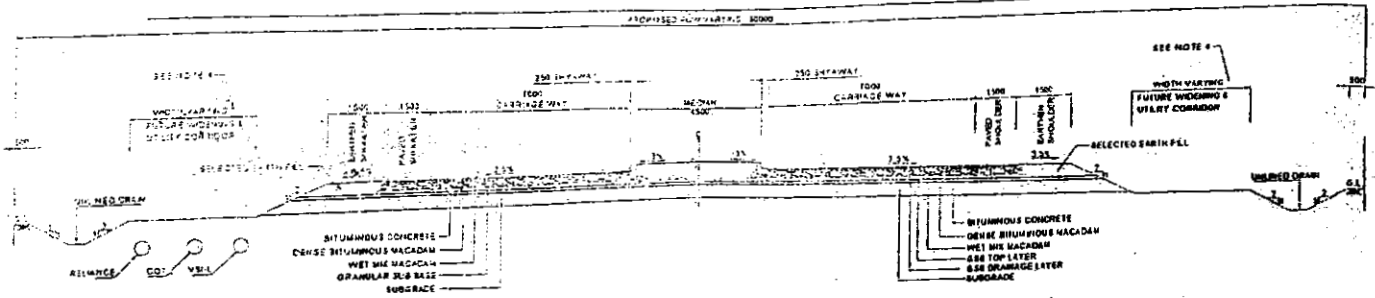 PROPOSED ROW VARYING 30000
SEE NOTE 4
SEE NOTE 4
250 SHYAWAY
250 SHYAWAY
WIDTH VARYING
FUTURE WIDENING &
UTILITY CORRIDOR
1500
1500
EARTHEN
SHOULDER
PAVED
SHOULDER
7000
CARRIAGE WAY
MEDIAN
4500
7000
CARRIAGE WAY
1500
1500
PAVED
SHOULDER
EARTHEN
SHOULDER
WIDTH VARYING
FUTURE WIDENING &
UTILITY CORRIDOR
500
500
SELECTED EARTH FILL
SELECTED EARTH FILL
2.5%
2.5%
3.5%
UNLINED DRAIN
UNLINED DRAIN
G.L
BITUMINOUS CONCRETE
DENSE BITUMINOUS MACADAM
WET MIX MACADAM
GRANULAR SUB BASE
SUBGRADE
BITUMINOUS CONCRETE
DENSE BITUMINOUS MACADAM
WET MIX MACADAM
GSB TOP LAYER
GSB DRAINAGE LAYER
SUBGRADE
RELIANCE
VSNL